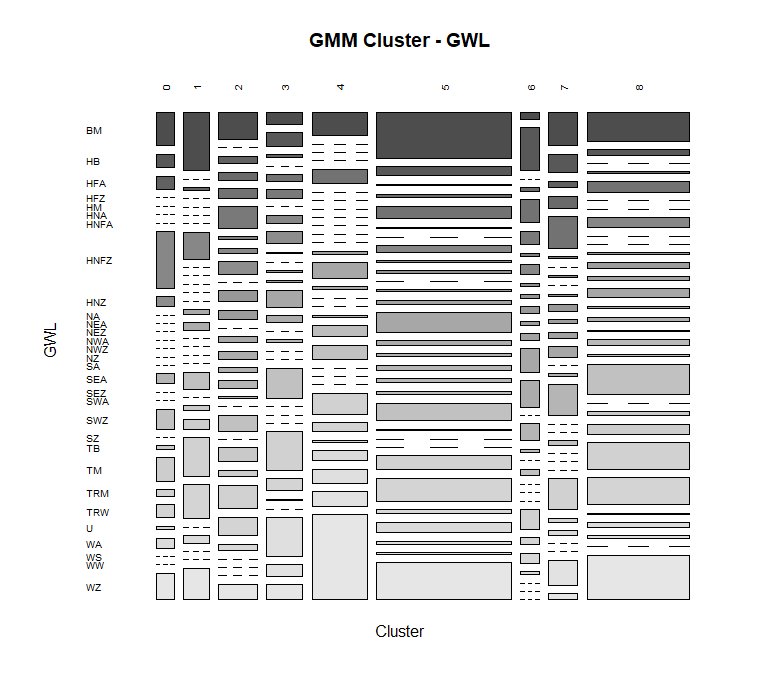 GMM Cluster - GWL
0 1 2 3 4 5 6 7 8
BM
HB
HFA
HFZ
HM
HNA
HNFA
HNFZ
HNZ
NA
NEA
NEZ
NWA
NWZ
NZ
SA
SEA
SEZ
SWA
SWZ
SZ
TB
TM
TRM
TRW
U
WA
WS
WW
WZ
GWL
Cluster